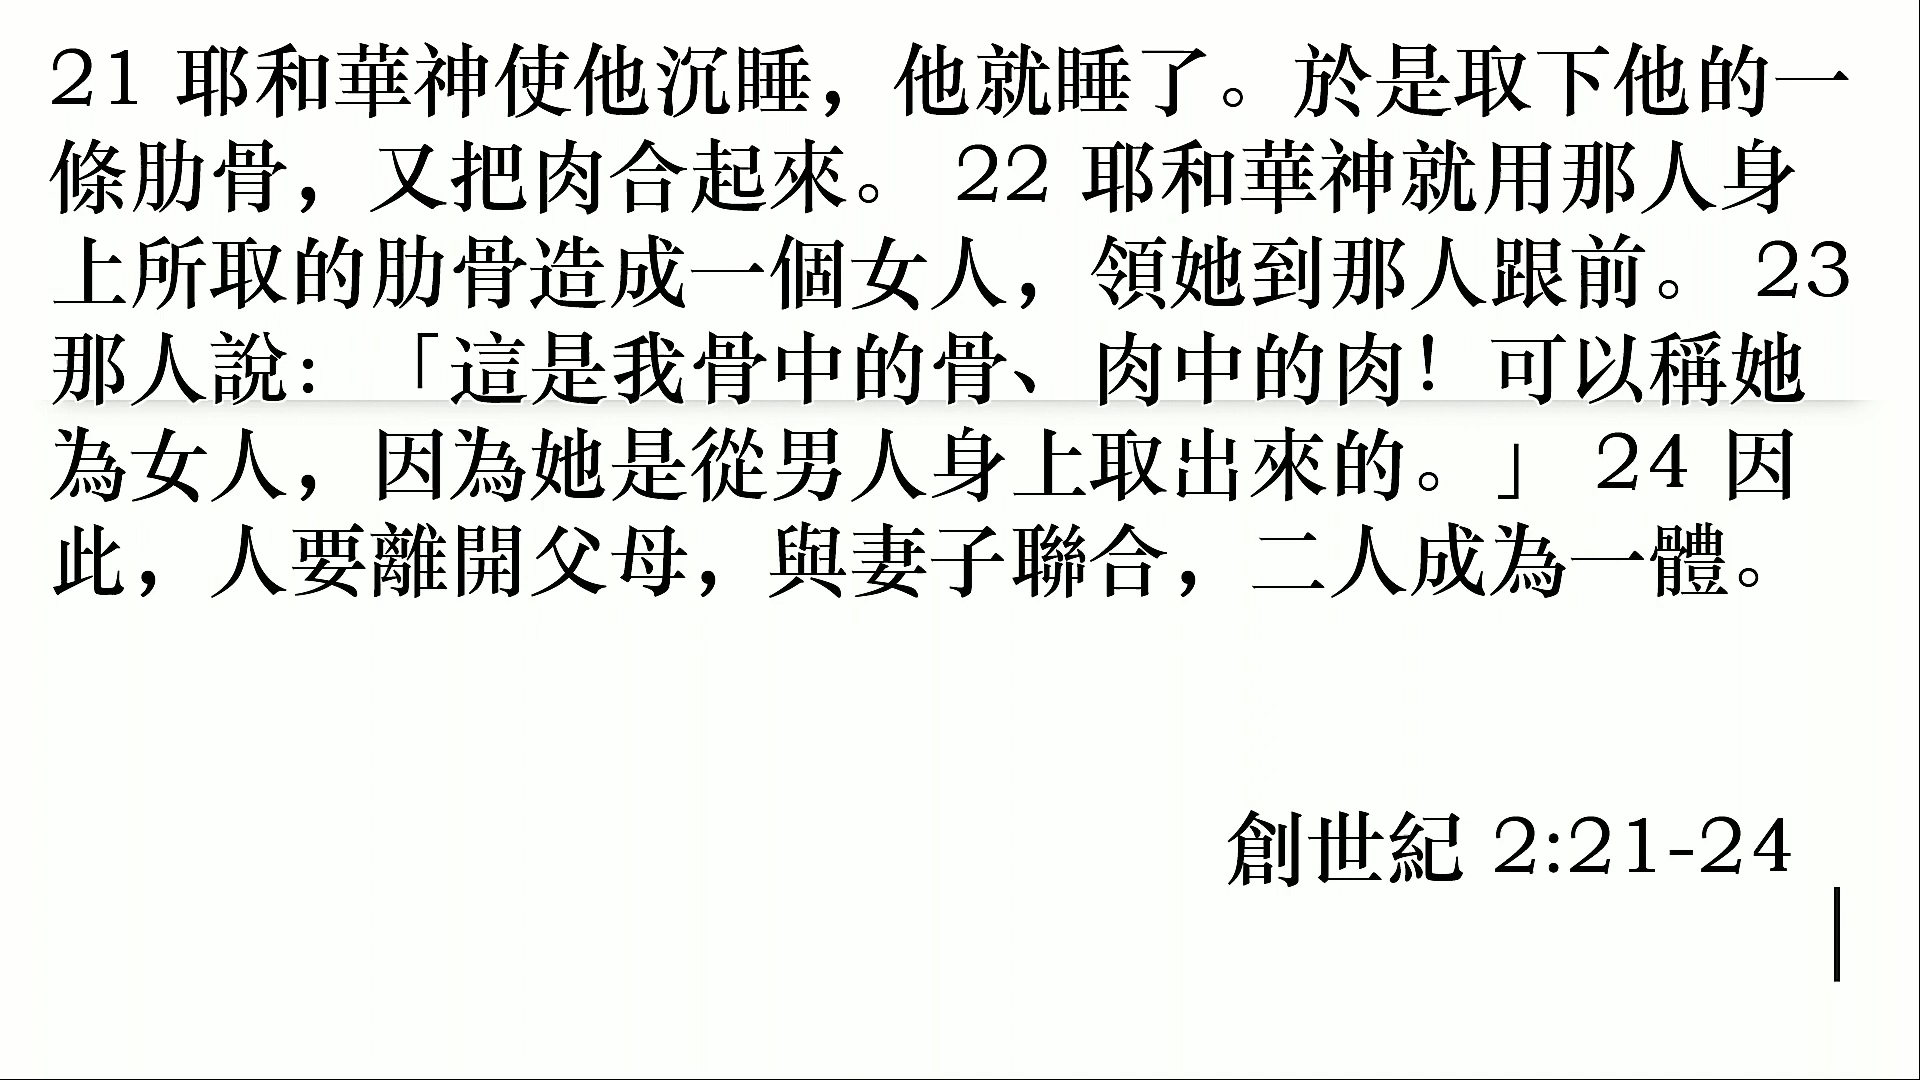 21 耶和華神使他沉睡，他就睡了。於是取下他的一
條肋骨，又把肉合起來。 22 耶和華神就用那人身
上所取的肋骨造成一個女人，領她到那人跟前。 23
那人說：「這是我骨中的骨、肉中的肉！可以稱她
為女人，因為她是從男人身上取出來的。」 24 因
此，人要離開父母，與妻子聯合，二人成為一體。
創世紀 2:21-24